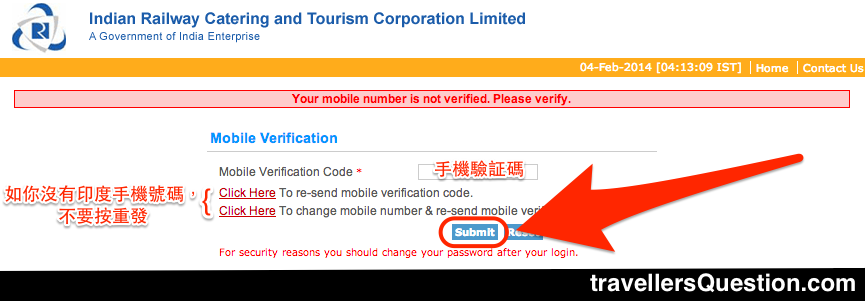 Indian Railway Catering and Tourism Corporation Limited
A Government of India Enterprise
04-Feb-2014 [04:13:09 IST] | Home | Contact Us
Your mobile number is not verified. Please verify.
Mobile Verification
Mobile Verification Code * 手機驗証碼
如你沒有印度手機號碼，
不要按重發
Click Here To re-send mobile verification code.
Click Here To change mobile number & re-send mobile
Submit
For security reasons you should change your password after your login.
travellersQuestion.com